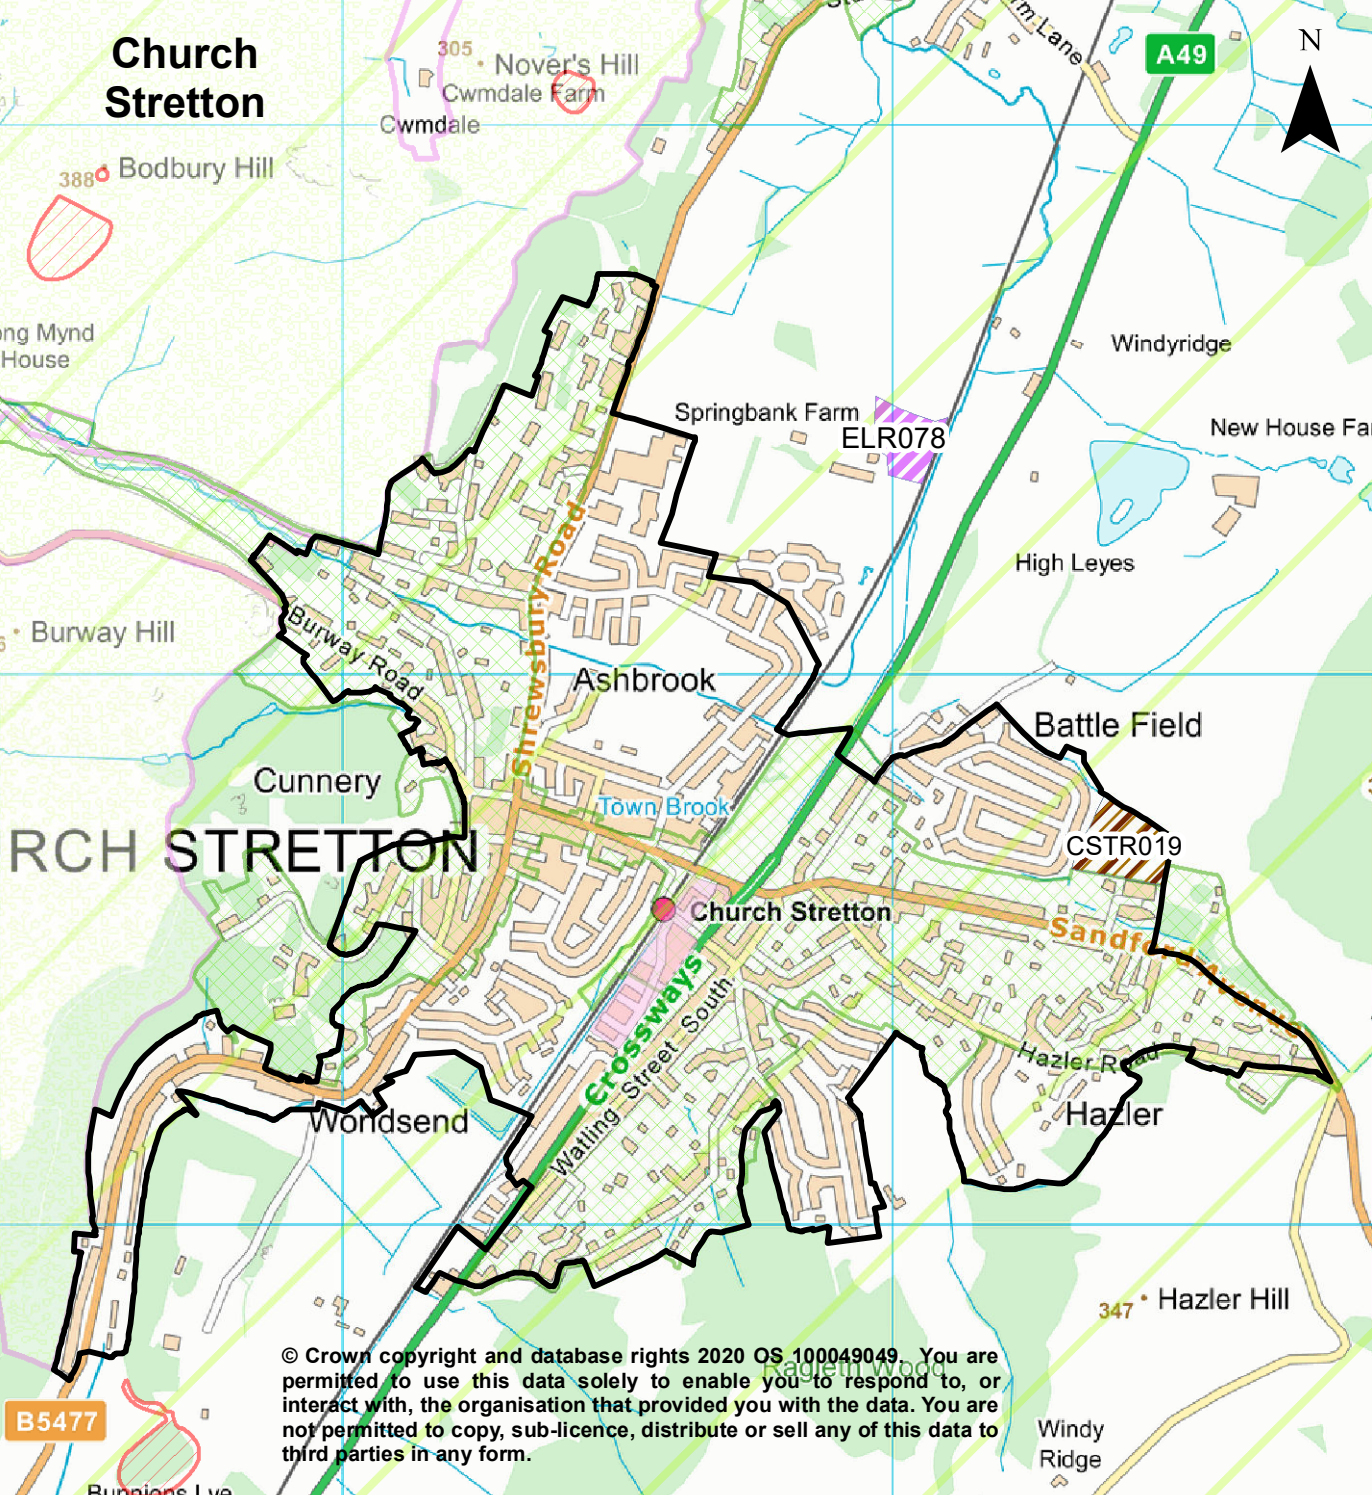 Church
Stretton
305
Nover's Hill
Cwmdale Farm
Cwmdale
Lane
A49
N
388
Bodbury Hill
ong Mynd
House
Windyridge
Springbank Farm
ELR078
New House Fa
High Leyes
Burway Hill
Burway Road
Shrewsbury Road
Ashbrook
Battle Field
Cunnery
Town Brook
RCH STRETTON
CSTR019
Church Stretton
Sandford Avenue
Crossways
Watling Street South
Hazler Road
Hazler
Wondsend
347
Hazler Hill
Ragleth Wood
© Crown copyright and database rights 2020 OS 100049049. You are
permitted to use this data solely to enable you to respond to, or
interact with, the organisation that provided you with the data. You are
not permitted to copy, sub-licence, distribute or sell any of this data to
third parties in any form.
B5477
Windy
Ridge